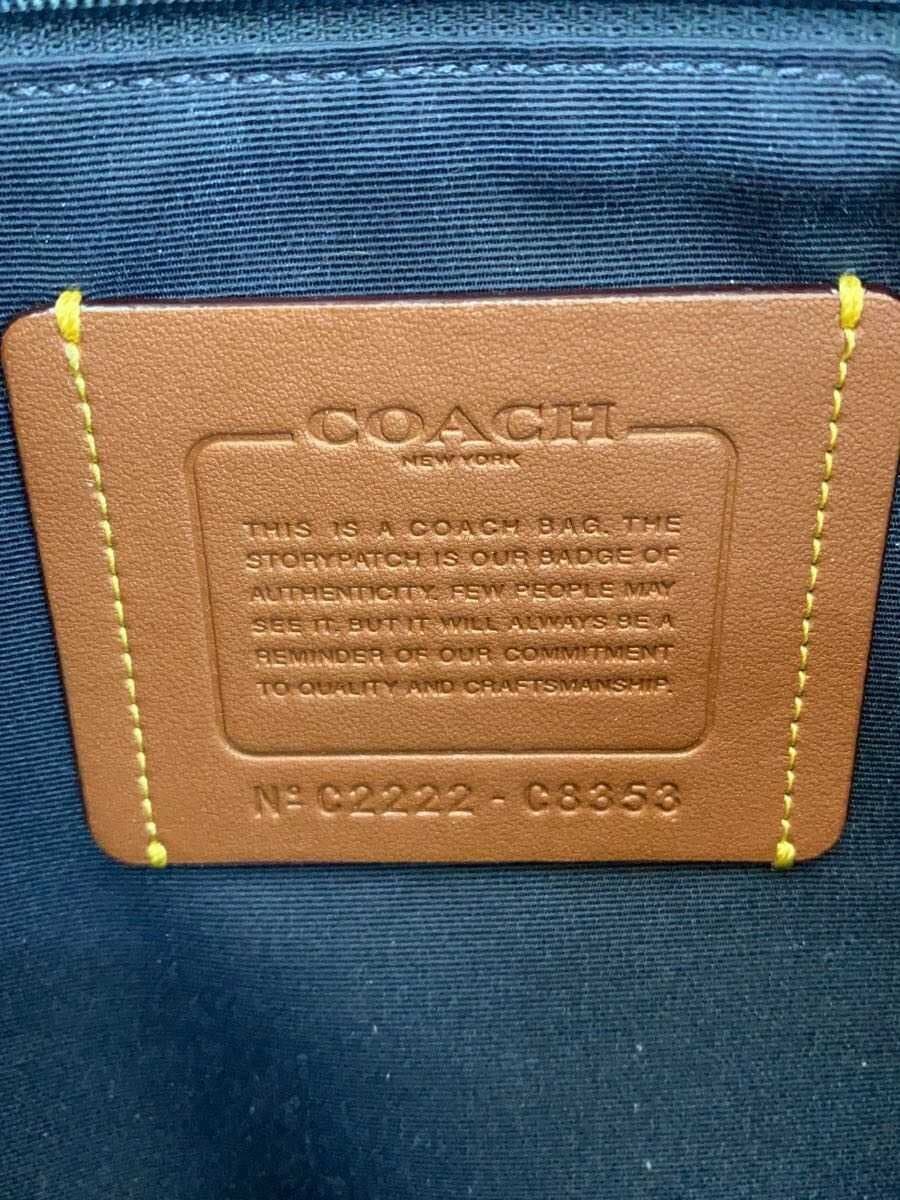 COACH
NEW YORK
THIS IS A COACH BAG. THE
STORYPATCH IS OUR BADGE OF
AUTHENTICITY. FEW PEOPLE MAY
SEE IT, BUT IT WILL ALWAYS BE A
REMINDER OF OUR COMMITMENT
TO QUALITY AND CRAFTSMANSHIP.
Nº C2222 - C8353